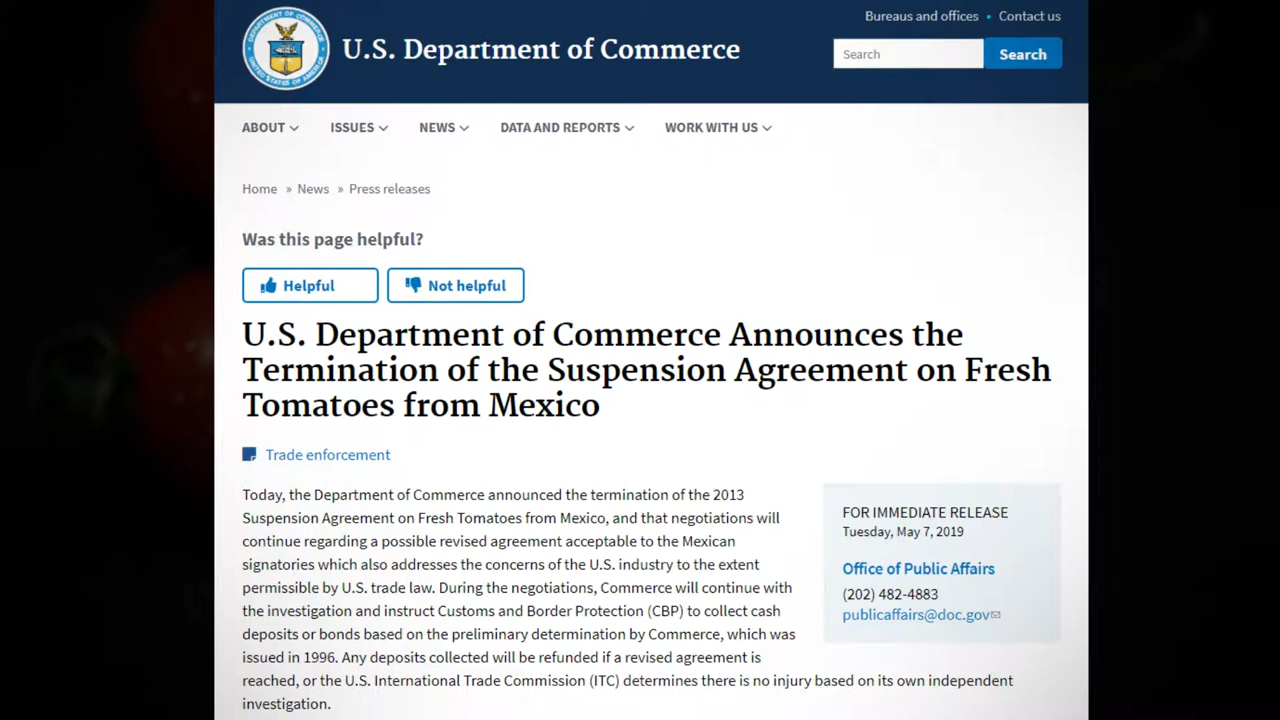 Bureaus and offices • Contact us
DEPARTMENT OF COMMERCE
UNITED STATES OF AMERICA
U.S. Department of Commerce
Search
Search
ABOUT ISSUES NEWS DATA AND REPORTS WORK WITH US
Home » News » Press releases
Was this page helpful?
Helpful Not helpful
U.S. Department of Commerce Announces the
Termination of the Suspension Agreement on Fresh
Tomatoes from Mexico
Trade enforcement
Today, the Department of Commerce announced the termination of the 2013
Suspension Agreement on Fresh Tomatoes from Mexico, and that negotiations will
continue regarding a possible revised agreement acceptable to the Mexican
signatories which also addresses the concerns of the U.S. industry to the extent
permissible by U.S. trade law. During the negotiations, Commerce will continue with
the investigation and instruct Customs and Border Protection (CBP) to collect cash
deposits or bonds based on the preliminary determination by Commerce, which was
issued in 1996. Any deposits collected will be refunded if a revised agreement is
reached, or the U.S. International Trade Commission (ITC) determines there is no injury based on its own independent
investigation.
FOR IMMEDIATE RELEASE
Tuesday, May 7, 2019
Office of Public Affairs
(202) 482-4883
publicaffairs@doc.gov